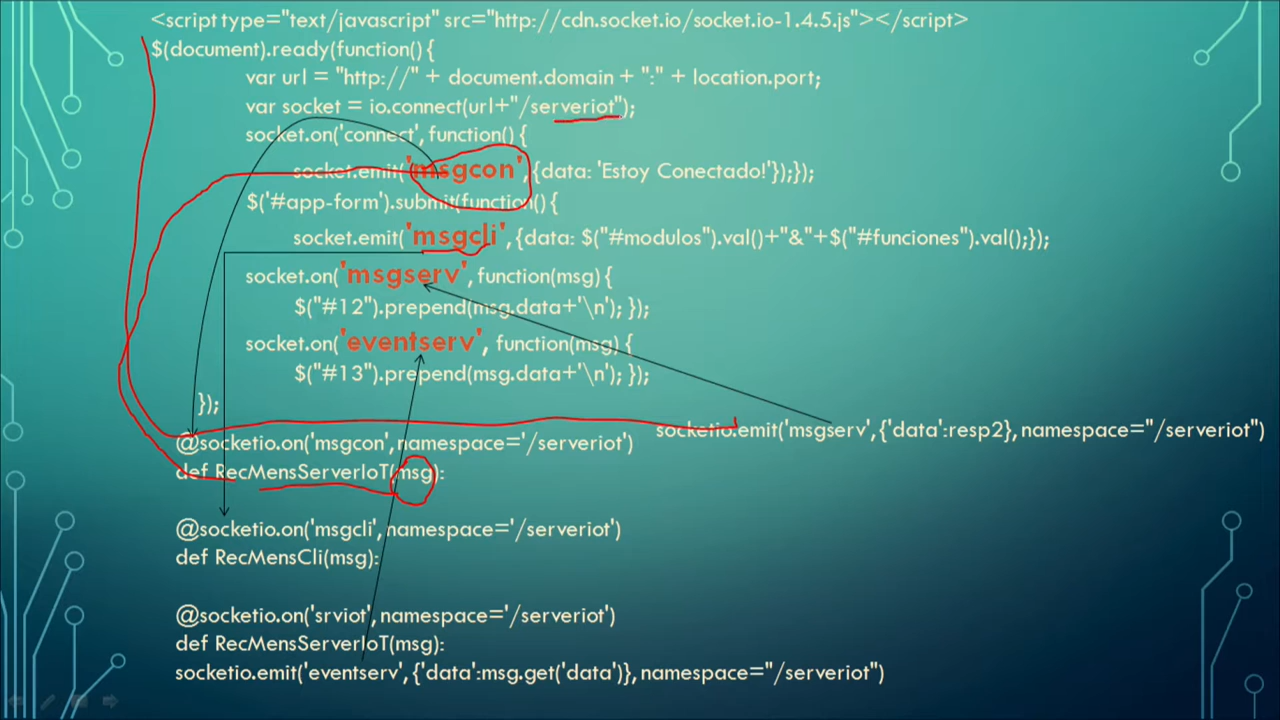 <script type="text/javascript" src="http://cdn.socket.io/socket.io-1.4.5.js"></script>
$(document).ready(function() {
var url = "http://" + document.domain + ":" + location.port;
var socket = io.connect(url+"/serveriot");
socket.on('connect', function() {
socket.emit('msgcon',{data: 'Estoy Conectado!'});});
$('#app-form').submit(function() {
socket.emit('msgcli',{data: $("#modulos").val()+"&"+$("#funciones").val();});
socket.on('msgserv', function(msg) {
$("#12").prepend(msg.data+'\n'); });
socket.on('eventserv', function(msg) {
$("#13").prepend(msg.data+'\n'); });
});
socketio.emit('msgserv',{'data':resp2}, namespace="/serveriot")
@socketio.on('msgcon', namespace='/serveriot')
def RecMensServerIoT(msg):
@socketio.on('msgcli', namespace='/serveriot')
def RecMensCli(msg):
@socketio.on('srviot', namespace='/serveriot')
def RecMensServerIoT(msg):
socketio.emit('eventserv', {'data':msg.get('data')}, namespace="/serveriot")